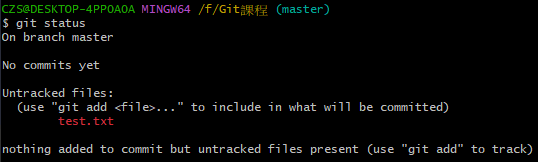 CZS@DESKTOP-4PPOAOA MINGW64 /f/Git課程 (master)
$ git status
On branch master
No commits yet
Untracked files:
(use "git add <file>..." to include in what will be committed)
test.txt
nothing added to commit but untracked files present (use "git add" to track)